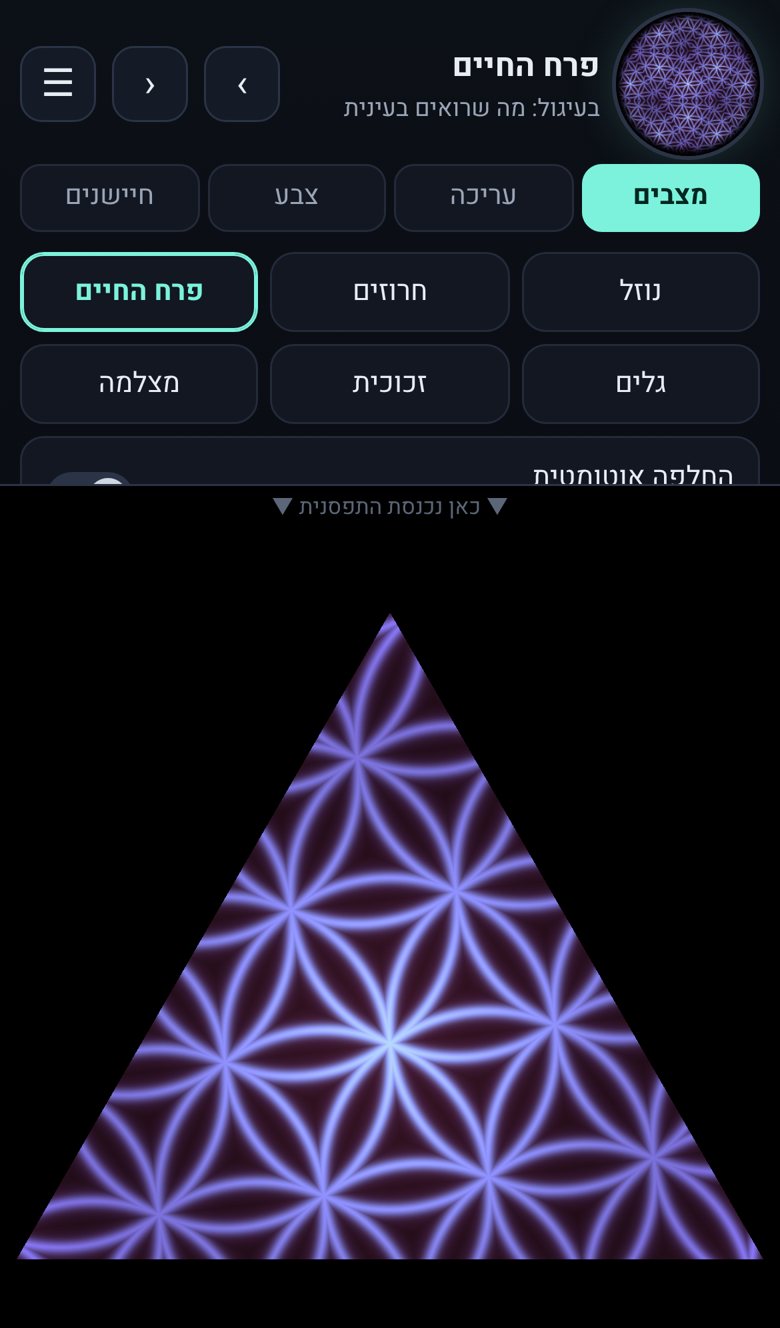 פרח החיים
בעיגול: מה שרואים בעינית
☰ › ‹
מצבים עריכה צבע חיישנים
נוזל חרוזים פרח החיים
גלים זכוכית מצלמה
החלפה אוטומטית
▼ כאן נכנסת התפסנית ▼